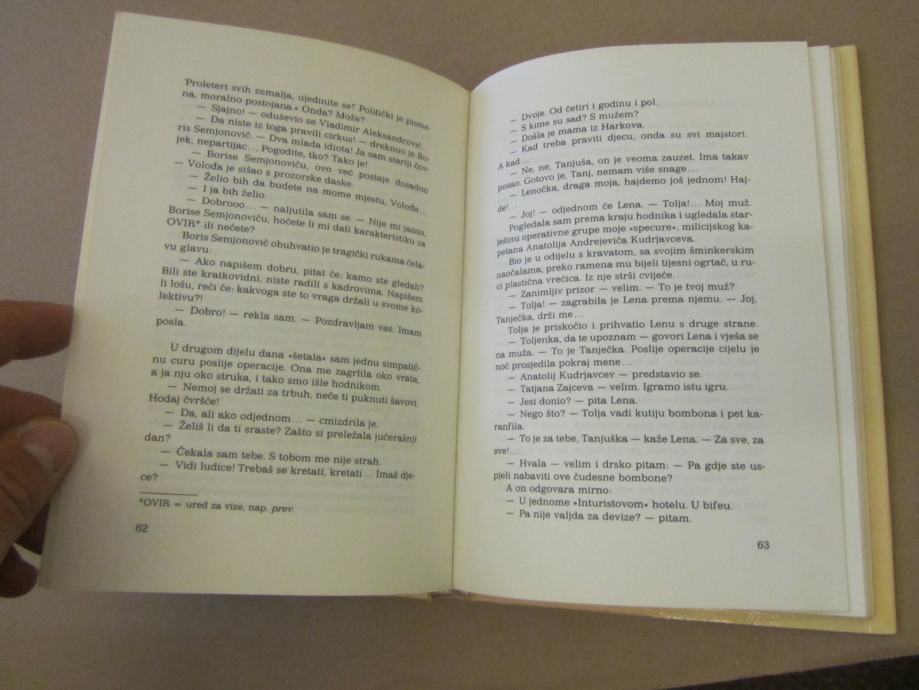 'Proleteri svih zemalja, ujedinite se! Politički je pisme-
na, moralno postojana.« Onda? Može?
— Sjajno! — oduševio se Vladimir Aleksandrovič.
— Da niste iz toga pravili cirkus! — dreknuo je Bo-
ris Semjonovič. — Dva mlada idiota! Ja sam stariji čov-
jek, nepartijac... Pogodite, tko? Tako je!
— Borise Semjonoviču, ovo već postaje dosadno
— Voloda je sišao s prozorske daske.
— Želio bih da budete na mome mjestu, Voloda...
— I ja bih želio.
— Dobrooo... — naljutila sam se. — Nije mi jasno,
Borise Semjonoviču, hoćete li mi dati karakteristiku za
OVIR* ili nećete?
Boris Semjonovič obuhvatio je tragički rukama ćela-
vu glavu:
— Ako napišem dobru, pitat će: kamo ste gledali?
Bili ste kratkovidni, niste radili s kadrovima. Napišem
li lošu, reći će: kakvoga ste to vraga držali u svome ko-
lektivu?!
— Dobro! — rekla sam. — Pozdravljam vas. Imam
posla.
U drugom dijelu dana »šetala« sam jednu simpatič-
nu curu poslije operacije. Ona me zagrlila oko vrata,
a ja nju oko struka, i tako smo išle hodnikom.
— Nemoj se držati za trbuh, neće ti puknuti šavovi.
Hodaj čvršće!
— Da, ali ako odjednom... — cmizdrila je.
— Želiš li da ti sraste? Zašto si preležala jučerašnji
dan?
— Čekala sam tebe. S tobom me nije strah.
— Vidi ludice! Trebaš se kretati, kretati... Imaš dje-
ce?
*OVIR = ured za vize, nap. prev.
62
— Dvoje. Od četiri i godinu i pol.
— S kime su sad? S mužem?
— Došla je mama iz Harkova.
— Kad treba praviti djecu, onda su svi majstori.
A kad...
— Ne, ne, Tanjuša, on je veoma zauzet. Ima takav
posao. Gotovo je, Tanj, nemam više snage...
— Lenočka, draga moja, hajdemo još jednom! Haj-
de!...
— Joj! — odjednom će Lena. — Tolja!... Moj muž.
Pogledala sam prema kraju hodnika i ugledala star-
ješinu operativne grupe moje »specure«, milicijskog ka-
petana Anatolija Andrejeviča Kudrjavceva.
Bio je u odijelu s kravatom, sa svojim šminkerskim
naočalama, preko ramena mu bijeli tijesni ogrtač, u ru-
ci plastična vrećica. Iz nje strši cvijeće.
— Zanimljiv prizor — velim. — To je tvoj muž?
— Tolja! — zagrabila je Lena prema njemu. — Joj,
Tanječka, drži me...
Tolja je priskočio i prihvatio Lenu s druge strane.
— Toljenka, da te upoznam — govori Lena i vješa se
na muža. — To je Tanječka. Poslije operacije cijelu je
noć prosjedila pokraj mene...
— Anatolij Kudrjavcev — predstavio se.
— Tatjana Zajceva — velim. Igramo istu igru.
— Jesi donio? — pita Lena.
— Nego što? — Tolja vadi kutiju bombona i pet ka-
ranfila.
— To je za tebe, Tanjuška — kaže Lena. — Za sve, za
sve!...
— Hvala — velim i drsko pitam: — Pa gdje ste us-
pjeli nabaviti ove čudesne bombone?
A on odgovara mirno:
— U jednome »Inturistovom« hotelu. U bifeu.
— Pa nije valjda za devize? — pitam.
63